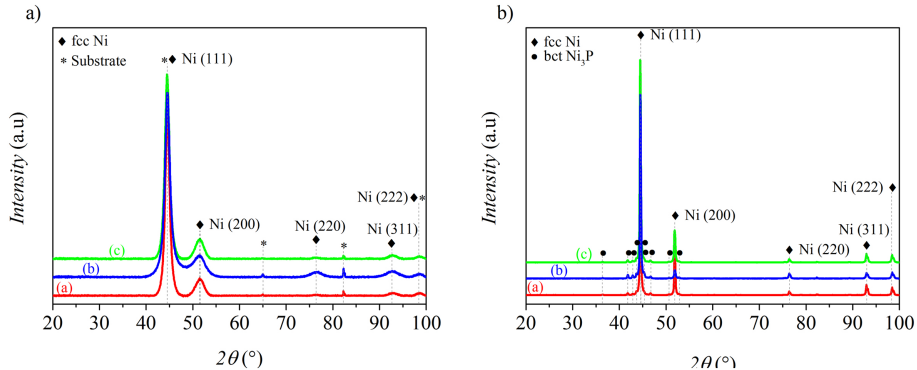 a)
◆ fcc Ni
* Substrate
* ◆ Ni (111)
Ni (222)
◆ *
◆ Ni (200)
*
Ni (220)
◆
*
Ni (311)
◆
(c)
(b)
(a)
Intensity (a.u)
20 30 40 50 60 70 80 90 100
2θ (°)
b)
◆ fcc Ni
● bct Ni₃P
◆ Ni (111)
Ni (222) ◆
◆ Ni (200)
Ni (311)
◆
◆ Ni (220)
(c)
(b)
(a)
Intensity (a.u)
20 30 40 50 60 70 80 90 100
2θ (°)